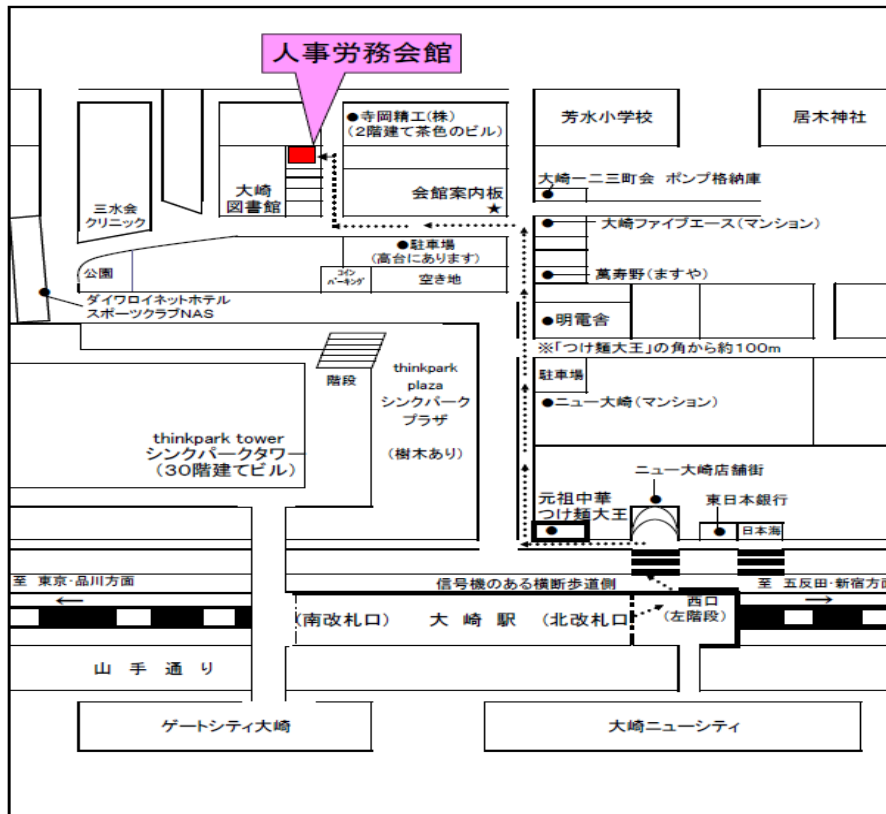 人事労務会館
●寺岡精工(株)
(2階建て茶色のビル)
芳水小学校
居木神社
大崎一二三町会 ポンプ格納庫
大崎
図書館
会館案内板
★
三水会
クリニック
大崎ファイブエース(マンション)
●駐車場
(高台にあります)
公園
コイン
パーキング
空き地
萬寿野(ますや)
ダイワロイネットホテル
スポーツクラブNAS
●明電舎
※「つけ麺大王」の角から約100m
階段
thinkpark
plaza
シンクパーク
プラザ
(樹木あり)
駐車場
●ニュー大崎(マンション)
thinkpark tower
シンクパークタワー
(30階建てビル)
ニュー大崎店舗街
元祖中華
つけ麺大王
東日本銀行
日本海
至 東京・品川方面
←
信号機のある横断歩道側
至 五反田・新宿方面
→
(南改札口)
大崎駅
(北改札口
西口
(左階段)
山手通り
ゲートシティ大崎
大崎ニューシティ